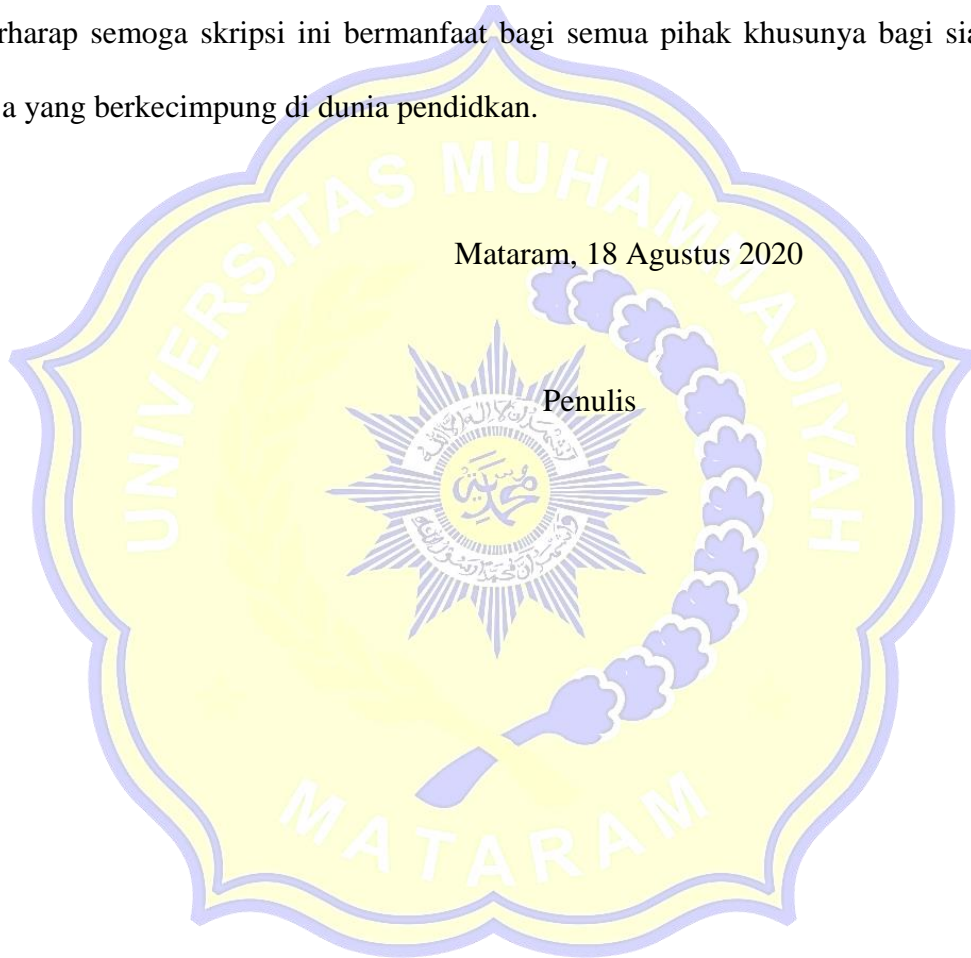 rharap semoga skripsi ini bermanfaat bagi semua pihak khusunya bagi sia
a yang berkecimpung di dunia pendidkan.
Mataram, 18 Agustus 2020
Penulis
UNIVERSITAS MUHAMMADIYAH
محمدية
MATARAM